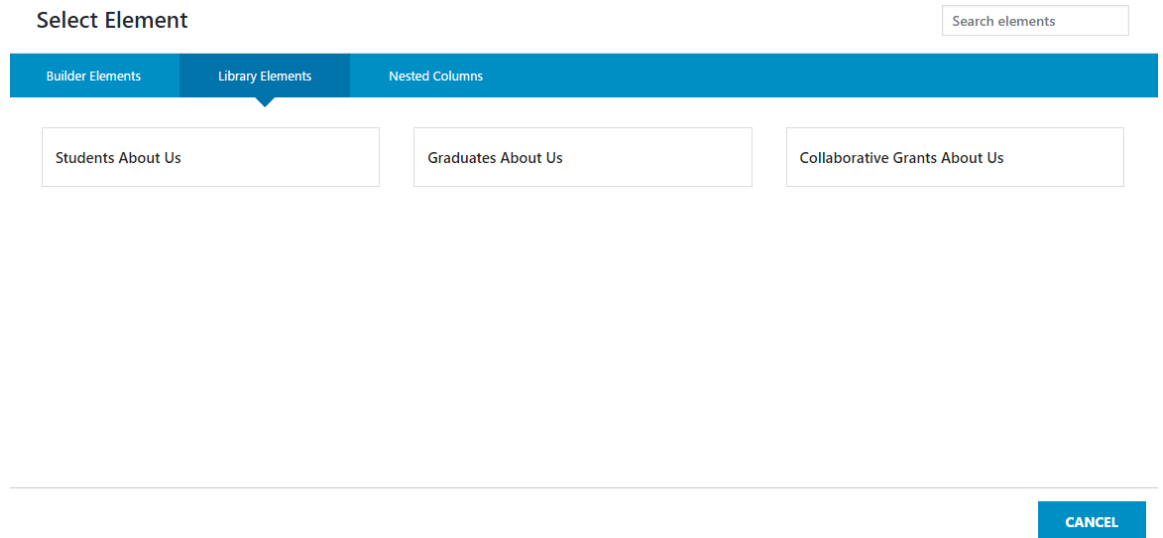 Select Element
Search elements
Builder Elements
Library Elements
Nested Columns
Students About Us
Graduates About Us
Collaborative Grants About Us
CANCEL